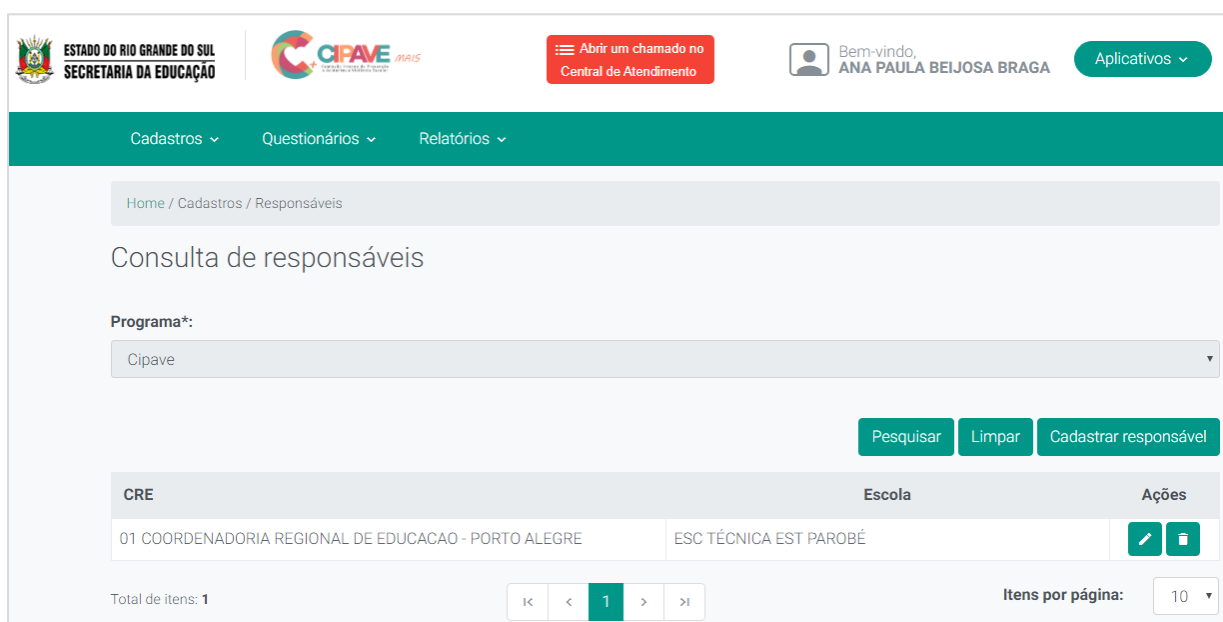 ESTADO DO RIO GRANDE DO SUL
SECRETARIA DA EDUCAÇÃO
CIPAVE MAIS
Abrir um chamado no
Central de Atendimento
Bem-vindo,
ANA PAULA BEIJOSA BRAGA
Aplicativos
Cadastros Questionários Relatórios
Home / Cadastros / Responsáveis
Consulta de responsáveis
Programa*:
Cipave
Pesquisar Limpar Cadastrar responsável
CRE Escola Ações
01 COORDENADORIA REGIONAL DE EDUCACAO - PORTO ALEGRE ESC TÉCNICA EST PAROBÉ
Total de itens: 1 1 Itens por página: 10